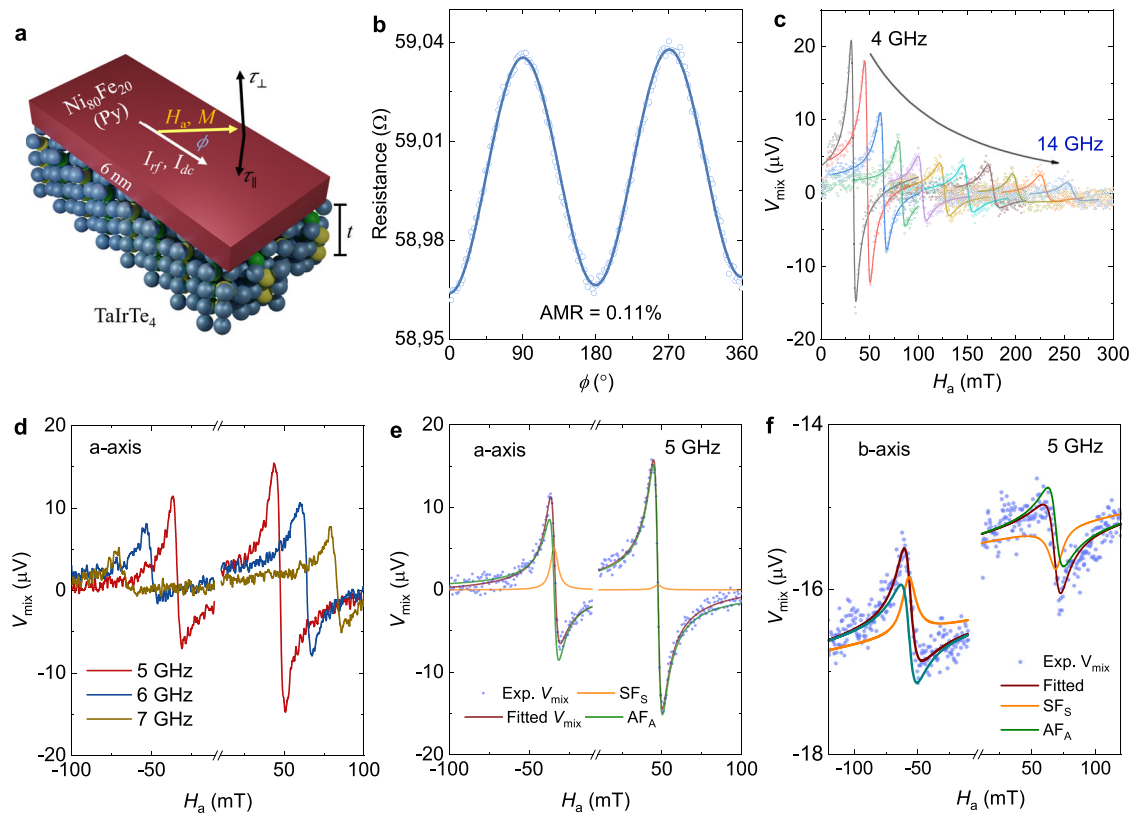 a
Ni80Fe20
(Py)
Ha, M
ϕ
Irf, Idc
τ⊥
τ∥
6 nm
t
TaIrTe4
b
59,04
59,01
58,98
58,95
Resistance (Ω)
AMR = 0.11%
0 90 180 270 360
ϕ (°)
c
20
10
0
-10
-20
Vmix (μV)
4 GHz
14 GHz
0 50 100 150 200 250 300
Ha (mT)
d
20
10
0
-10
-20
Vmix (μV)
a-axis
5 GHz
6 GHz
7 GHz
-100 -50 50 100
Ha (mT)
e
20
10
0
-10
-20
Vmix (μV)
a-axis 5 GHz
Exp. Vmix SFS
Fitted Vmix AFA
-100 -50 50 100
Ha (mT)
f
-14
-16
-18
Vmix (μV)
b-axis 5 GHz
Exp. Vmix
Fitted
SFS
AFA
-100 -50 50 100
Ha (mT)